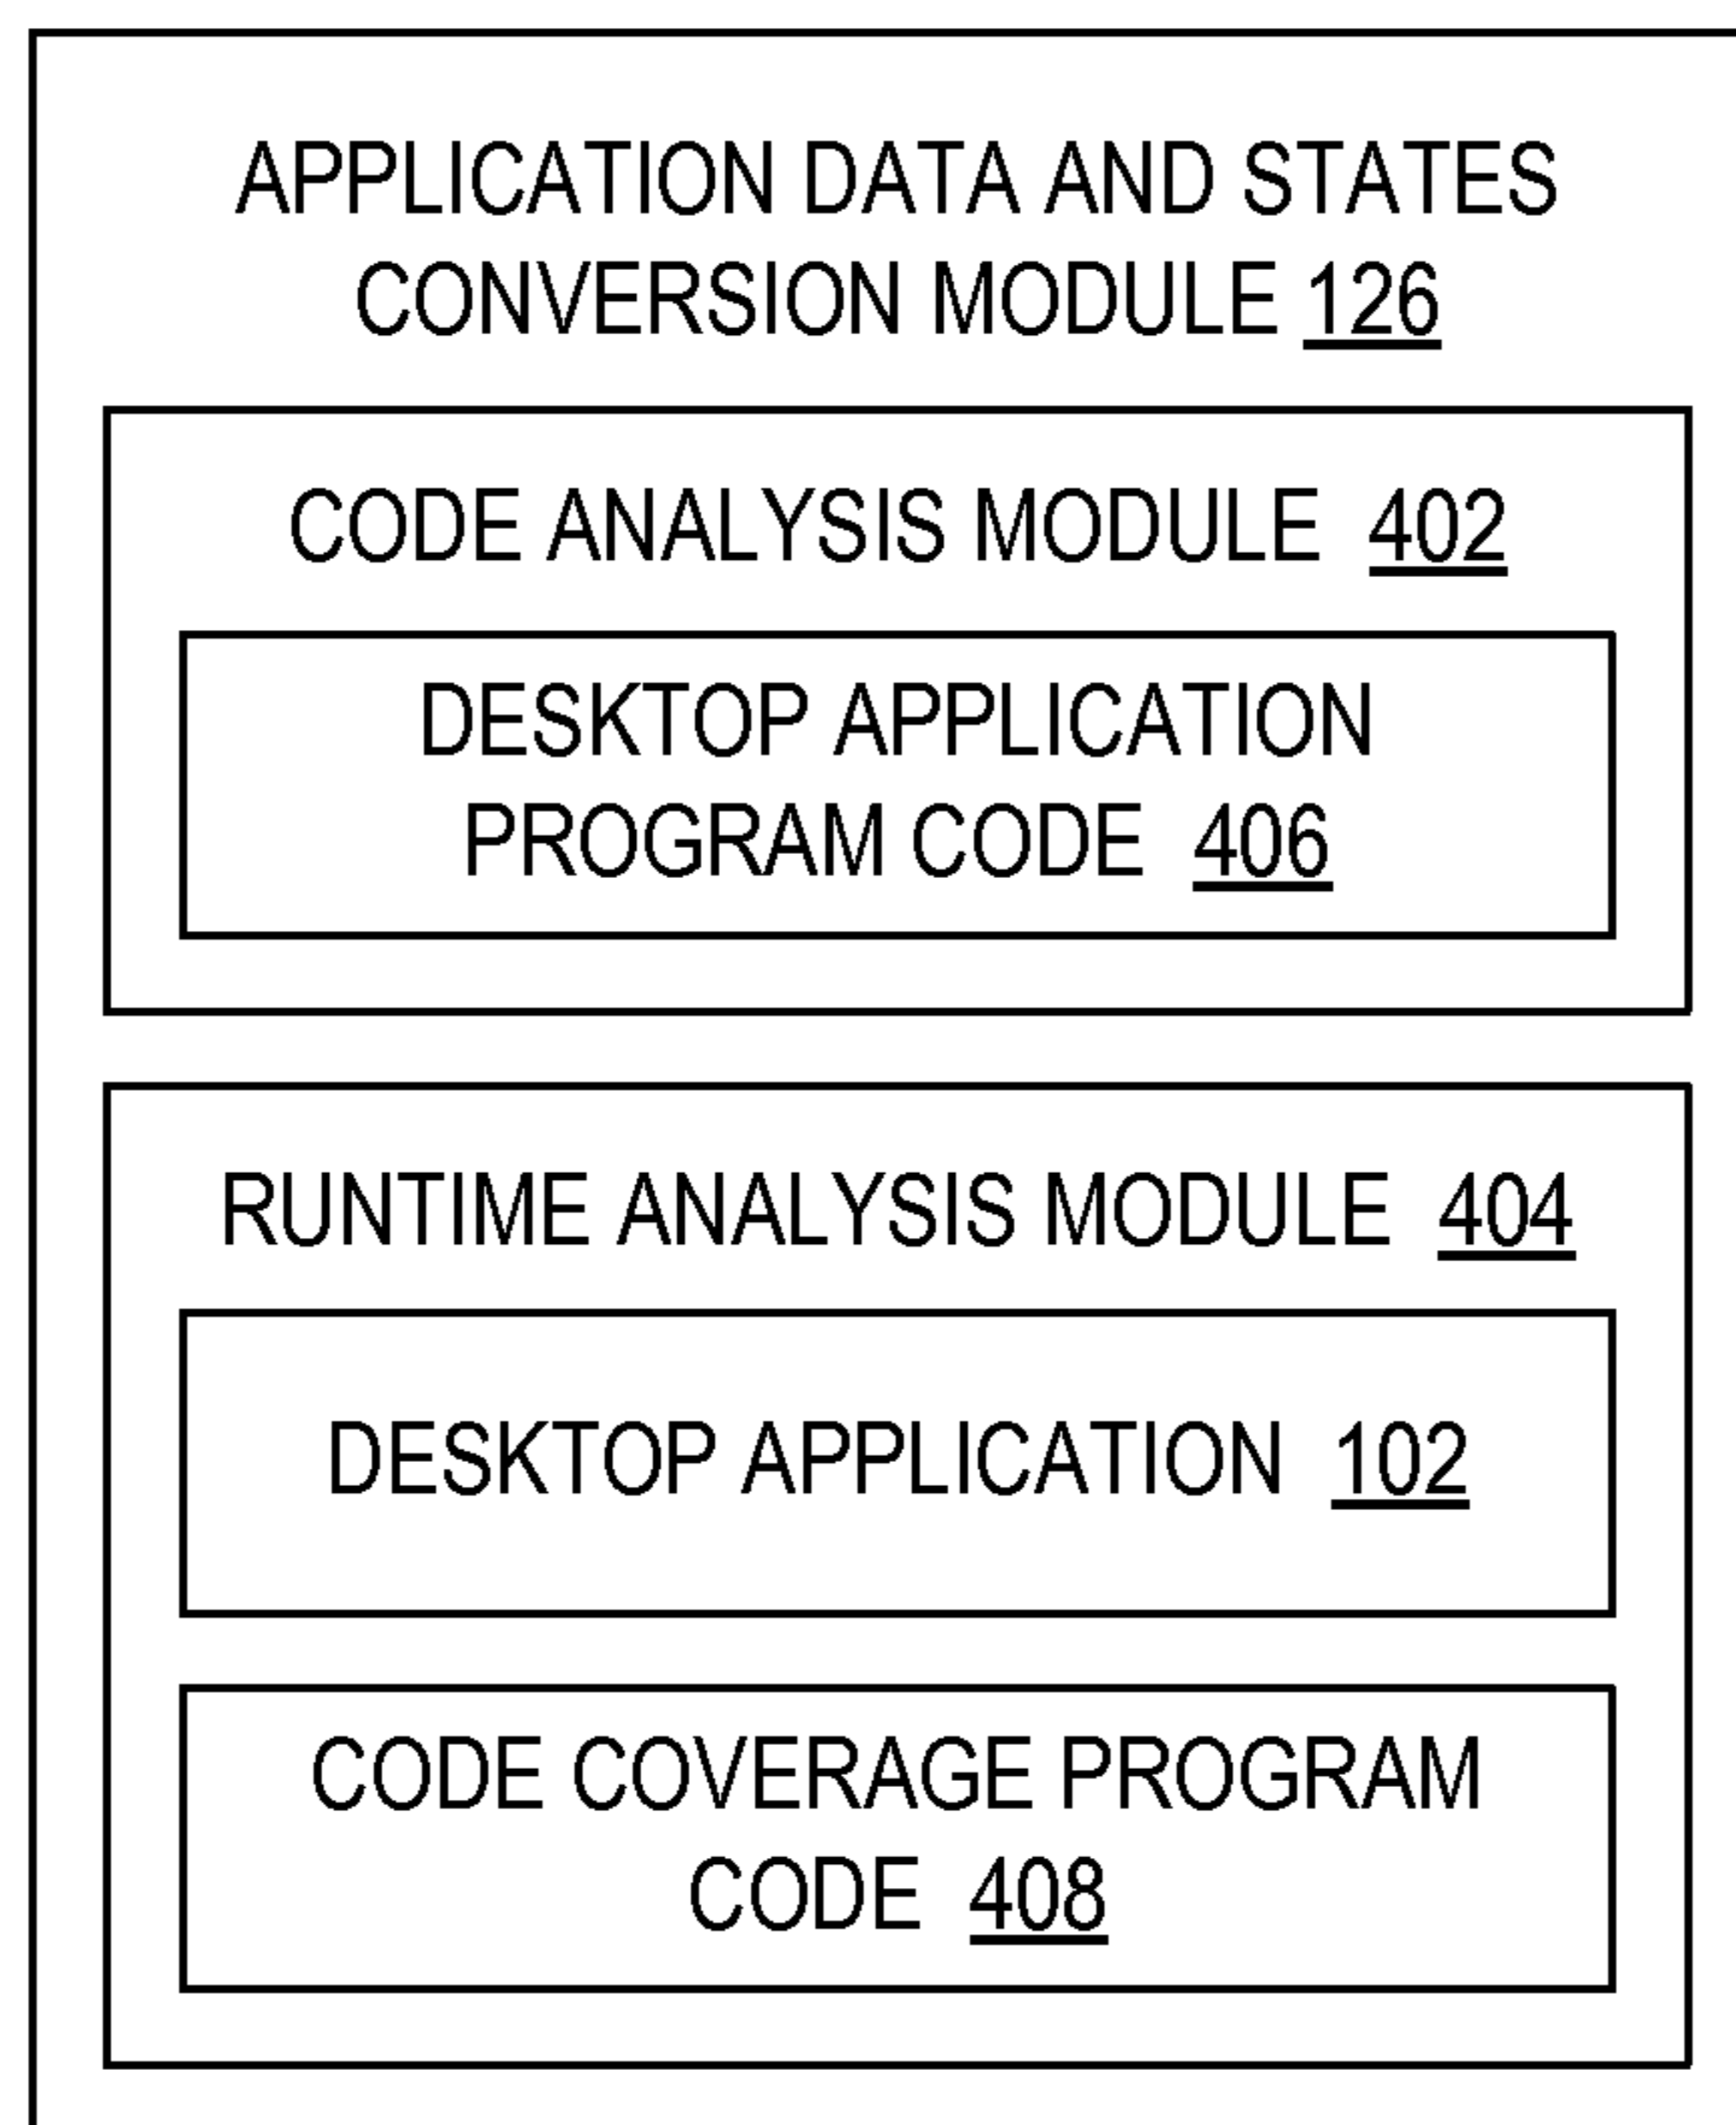 APPLICATION DATA AND STATES
CONVERSION MODULE 126
CODE ANALYSIS MODULE 402
DESKTOP APPLICATION
PROGRAM CODE 406
RUNTIME ANALYSIS MODULE 404
DESKTOP APPLICATION 102
CODE COVERAGE PROGRAM
CODE 408